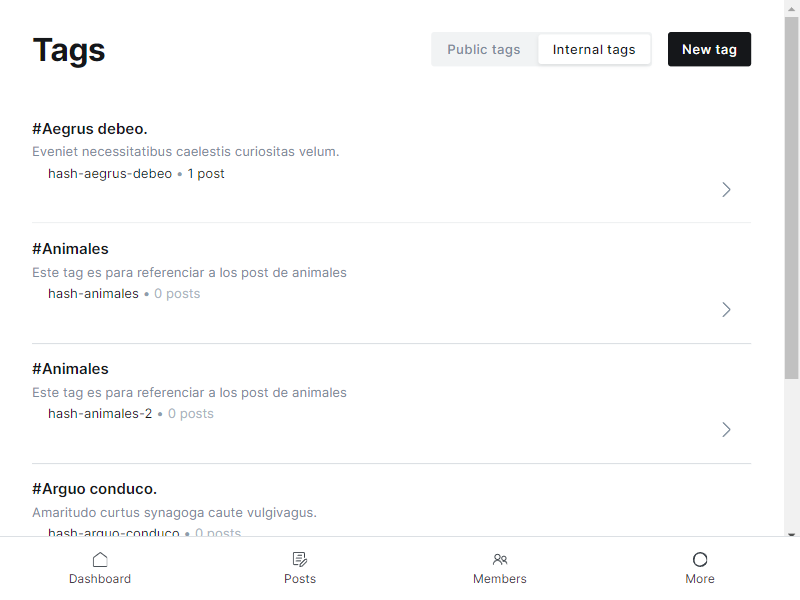 Tags
Public tags
Internal tags
New tag
#Aegrus debeo.
Eveniet necessitatibus caelestis curiositas velum.
hash-aegrus-debeo • 1 post
#Animales
Este tag es para referenciar a los post de animales
hash-animales • 0 posts
#Animales
Este tag es para referenciar a los post de animales
hash-animales-2 • 0 posts
#Arguo conduco.
Amaritudo curtus synagoga caute vulgivagus.
hash-arguo-conduco • 0 posts
Dashboard
Posts
Members
More